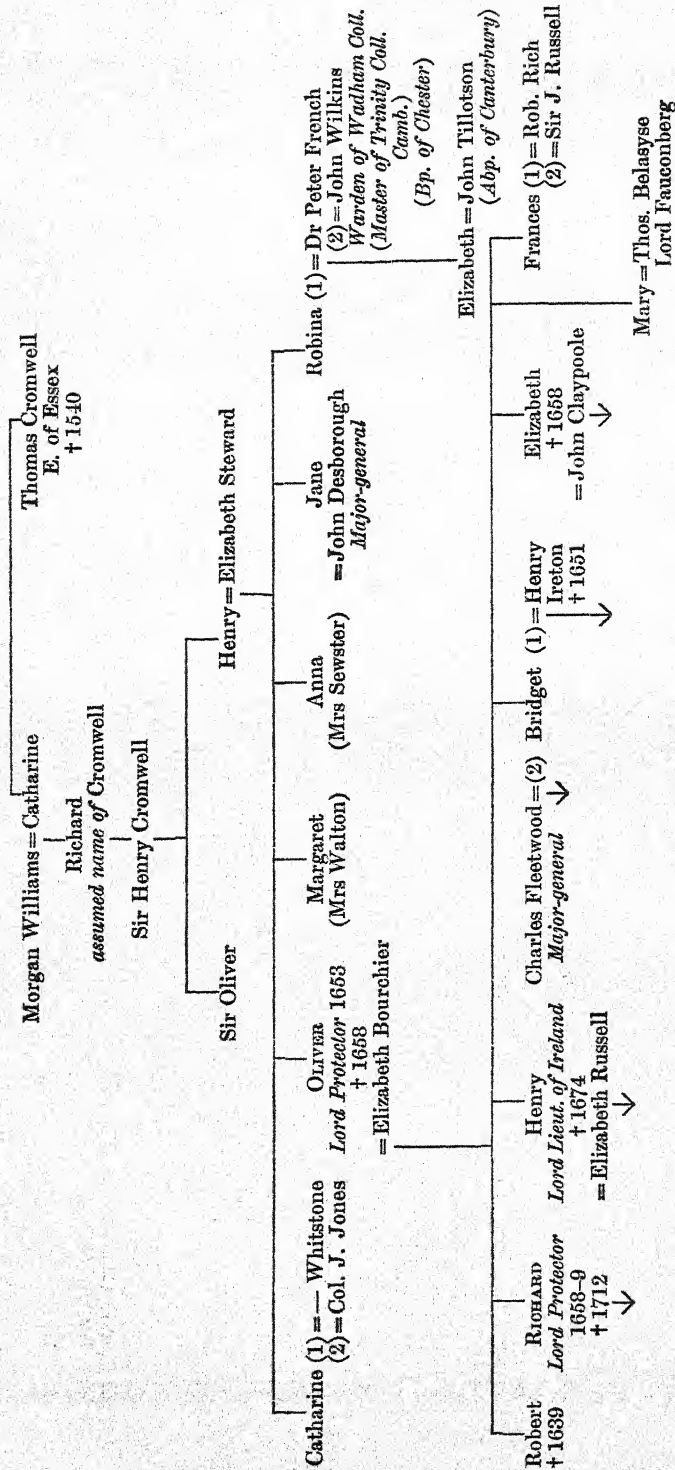 Morgan Williams=Catharine
Thomas Cromwell
E. of Essex
†1540
Richard
assumed name of Cromwell
Sir Henry Cromwell
Sir Oliver
Henry=Elizabeth Steward
Catharine (1)=— Whitstone
(2)=Col. J. Jones
OLIVER
Lord Protector 1653
†1658
=Elizabeth Bourchier
Margaret
(Mrs Walton)
Anna
(Mrs Sewster)
Jane
=John Desborough
Major-general
Robina (1)=Dr Peter French
(2)=John Wilkins
Warden of Wadham Coll.
(Master of Trinity Coll.
Camb.)
(Bp. of Chester)
Elizabeth=John Tillotson
(Abp. of Canterbury)
Robert
†1639
RICHARD
Lord Protector
1658–9
†1712
Henry
Lord Lieut. of Ireland
†1674
=Elizabeth Russell
Charles Fleetwood=(2) Bridget (1)=Henry
Major-general
Ireton
†1651
Elizabeth
†1658
=John Claypoole
Mary=Thos. Belasyse
Lord Fauconberg
Frances (1)=Rob. Rich
(2)=Sir J. Russell